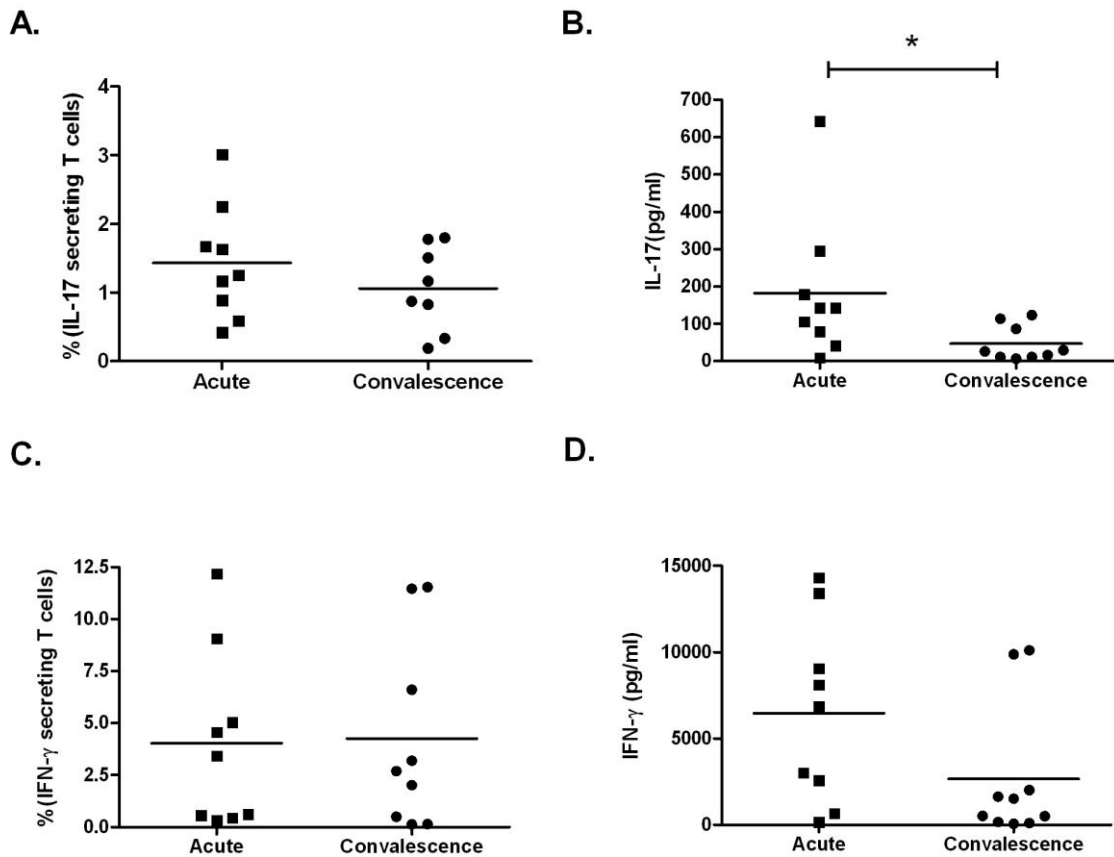 A.
% (IL-17 secreting T cells)
4
3
2
1
0
Acute Convalescence
B.
*
IL-17(pg/ml)
700
600
500
400
300
200
100
0
Acute Convalescence
C.
% (IFN-γ secreting T cells)
12.5
10.0
7.5
5.0
2.5
0.0
Acute Convalescence
D.
IFN-γ (pg/ml)
15000
10000
5000
0
Acute Convalescence